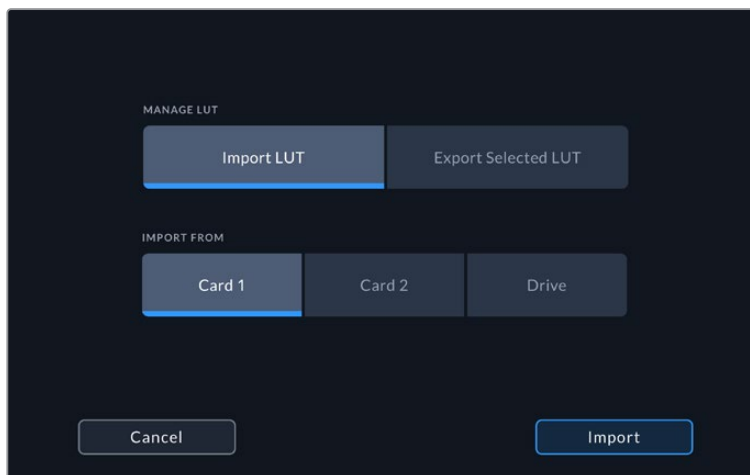 MANAGE LUT
Import LUT Export Selected LUT
IMPORT FROM
Card 1 Card 2 Drive
Cancel Import